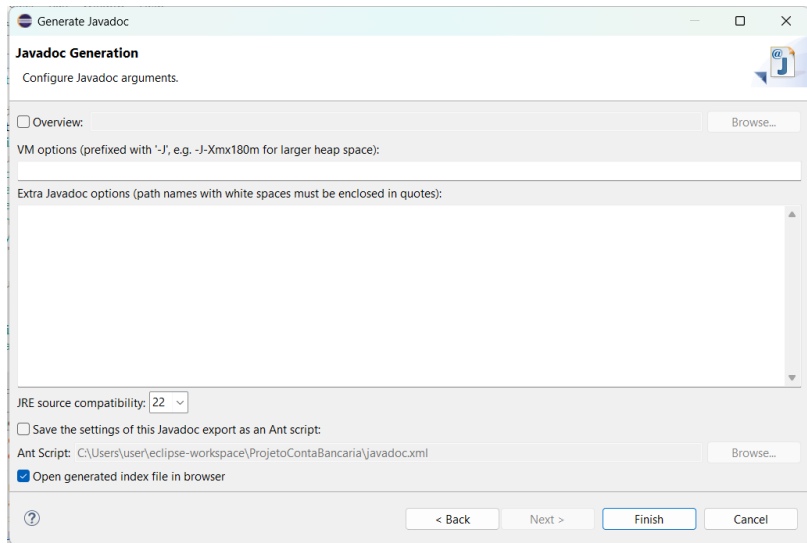 Generate Javadoc
Javadoc Generation
Configure Javadoc arguments.
@
J
Overview:
Browse...
VM options (prefixed with '-J', e.g. -J-Xmx180m for larger heap space):
Extra Javadoc options (path names with white spaces must be enclosed in quotes):
JRE source compatibility: 22
Save the settings of this Javadoc export as an Ant script:
Ant Script: C:\Users\user\eclipse-workspace\ProjetoContaBancaria\javadoc.xml Browse...
Open generated index file in browser
? < Back Next > Finish Cancel